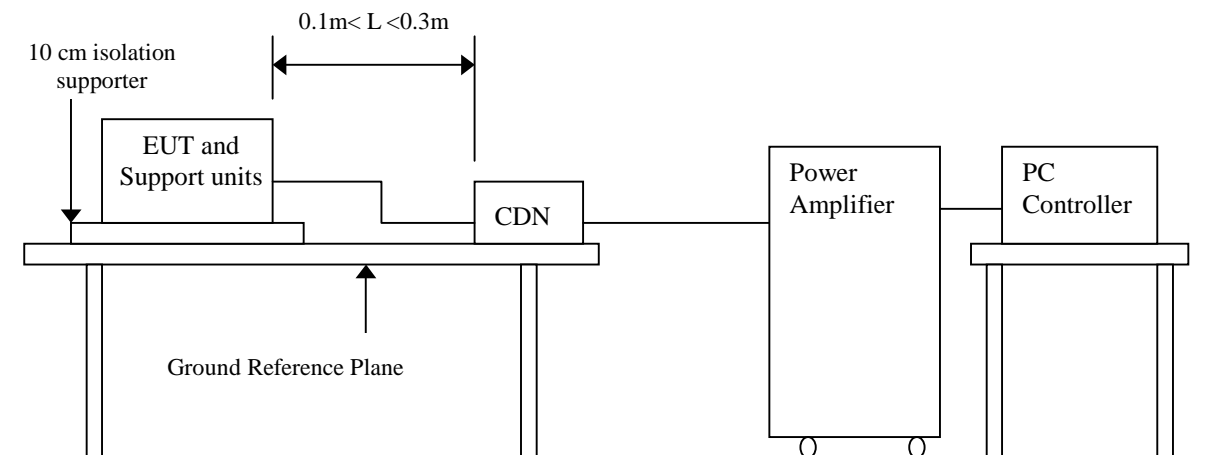 0.1m< L <0.3m
10 cm isolation
supporter
EUT and
Support units
CDN
Power
Amplifier
PC
Controller
Ground Reference Plane